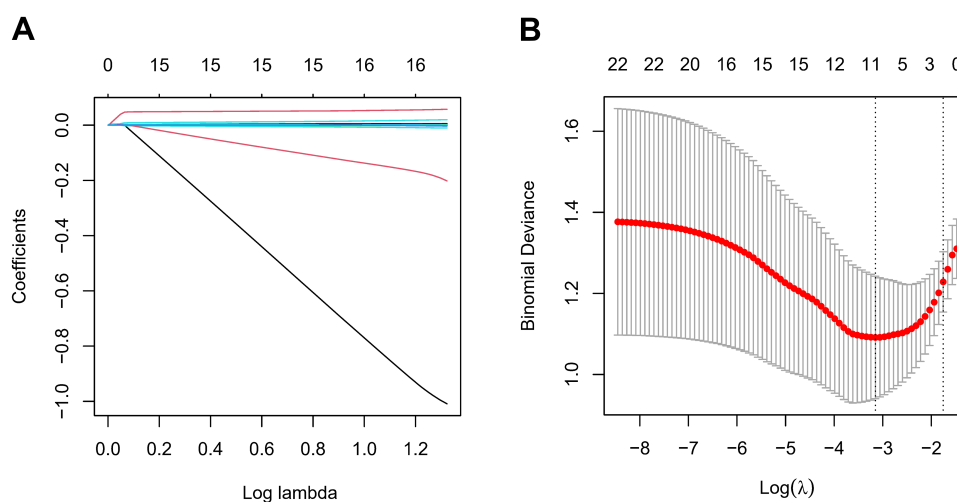 A
0 15 15 15 15 16 16
Coefficients
0.0
−0.2
−0.4
−0.6
−0.8
−1.0
0.0 0.2 0.4 0.6 0.8 1.0 1.2
Log lambda
B
22 22 20 16 15 15 12 11 5 3 0
Binomial Deviance
1.6
1.4
1.2
1.0
−8 −7 −6 −5 −4 −3 −2
Log(λ)